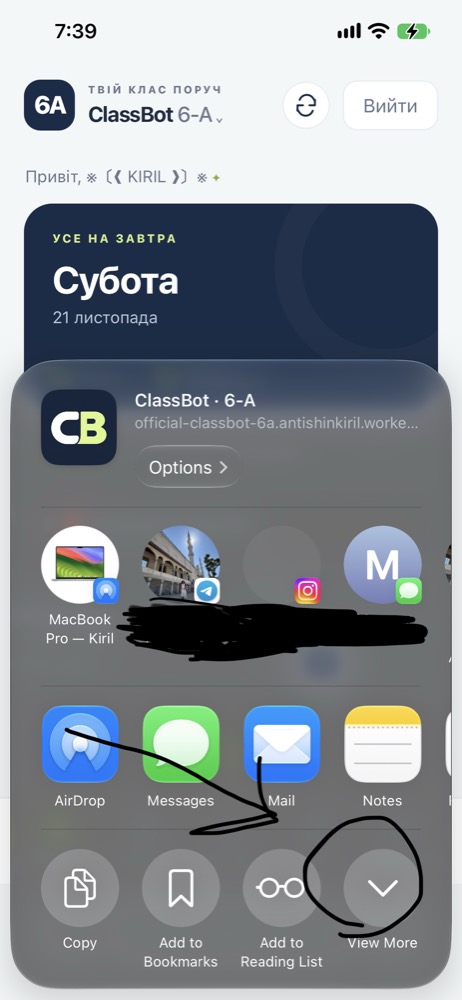 7:39
6A
ТВІЙ КЛАС ПОРУЧ
ClassBot 6-А
Вийти
Привіт, ※ 〔❰ KIRIL ❱〕 ※ ✦
УСЕ НА ЗАВТРА
Субота
21 листопада
CB
ClassBot · 6-А
official-classbot-6a.antishinkiril.worke...
Options
M
MacBook
Pro — Kiril
AirDrop
Messages
Mail
Notes
Copy
Add to
Bookmarks
Add to
Reading List
View More